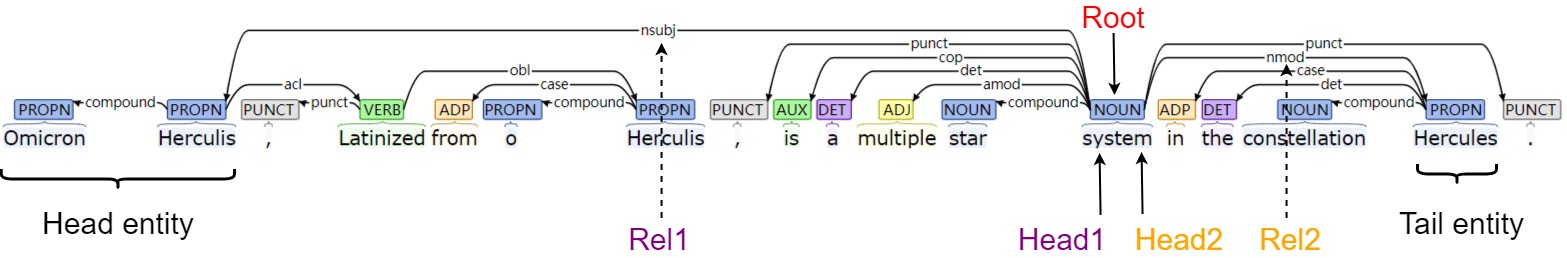 Root
nsubj
punct
cop
det
amod
punct
nmod
case
det
acl
obl
case
PROPN compound PROPN PUNCT punct VERB ADP PROPN compound PROPN PUNCT AUX DET ADJ NOUN compound NOUN ADP DET NOUN compound PROPN PUNCT
Omicron Herculis , Latinized from ο Herculis , is a multiple star system in the constellation Hercules .
Head entity Rel1 Head1 Head2 Rel2 Tail entity